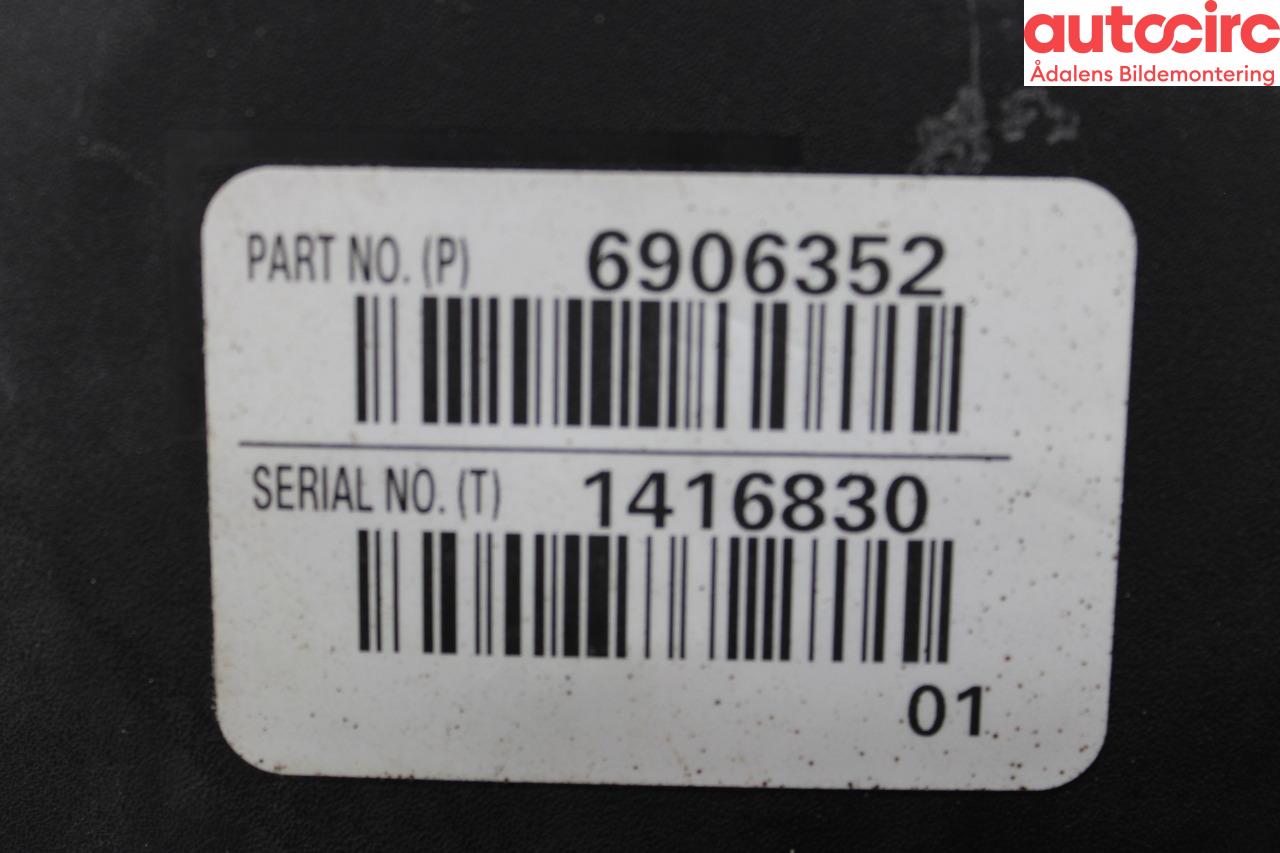 autocirc
Ådalens Bildemontering
PART NO. (P) 6906352
SERIAL NO. (T) 1416830
01